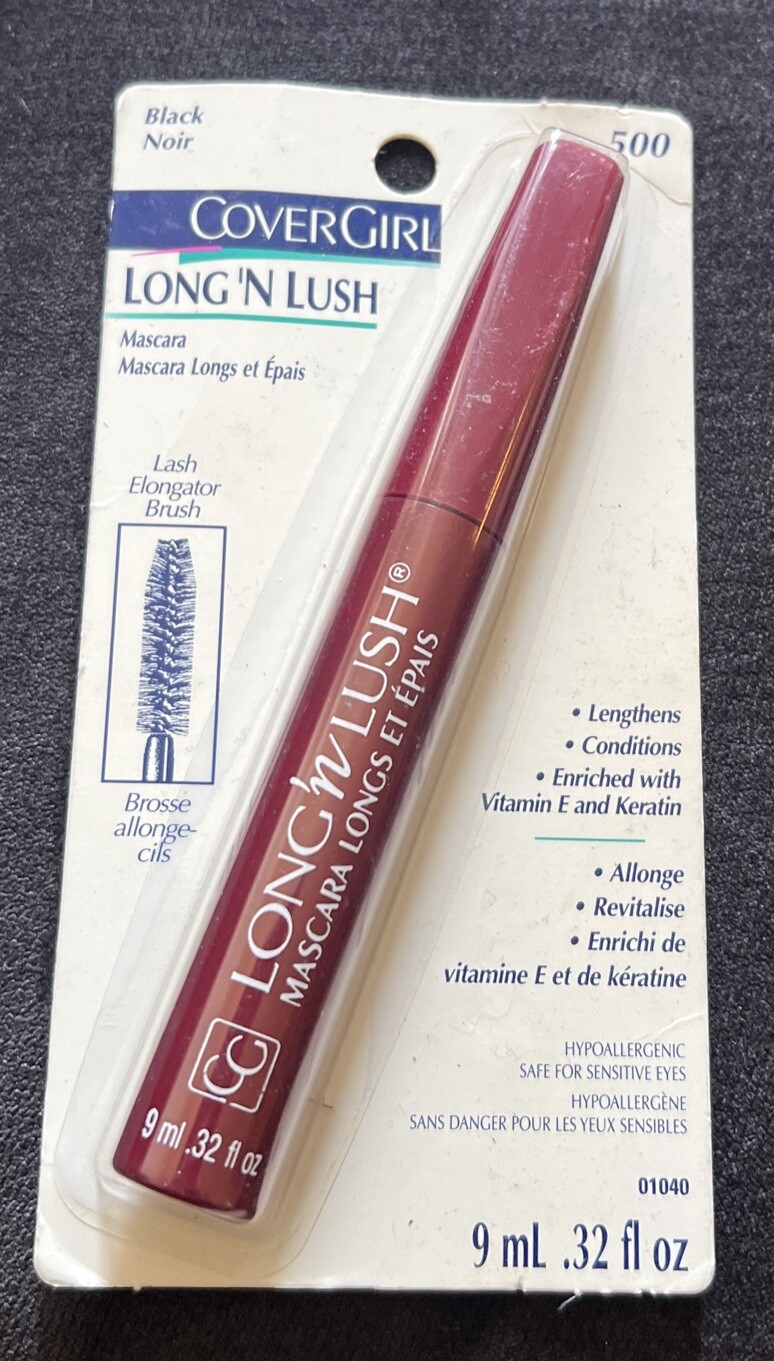 Black
Noir
500
COVERGIRL
LONG 'N LUSH
Mascara
Mascara Longs et Épais
Lash
Elongator
Brush
Brosse
allonge-
cils
LONG 'n LUSH®
MASCARA LONGS ET ÉPAIS
CG
9 ml .32 fl oz
• Lengthens
• Conditions
• Enriched with
Vitamin E and Keratin
• Allonge
• Revitalise
• Enrichi de
vitamine E et de kératine
HYPOALLERGENIC
SAFE FOR SENSITIVE EYES
HYPOALLERGÈNE
SANS DANGER POUR LES YEUX SENSIBLES
01040
9 mL .32 fl oz